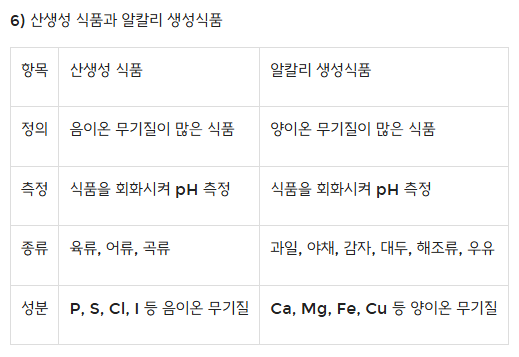 6) 산생성 식품과 알칼리 생성식품
항목 산생성 식품 알칼리 생성식품
정의 음이온 무기질이 많은 식품 양이온 무기질이 많은 식품
측정 식품을 회화시켜 pH 측정 식품을 회화시켜 pH 측정
종류 육류, 어류, 곡류 과일, 야채, 감자, 대두, 해조류, 우유
성분 P, S, Cl, I 등 음이온 무기질 Ca, Mg, Fe, Cu 등 양이온 무기질